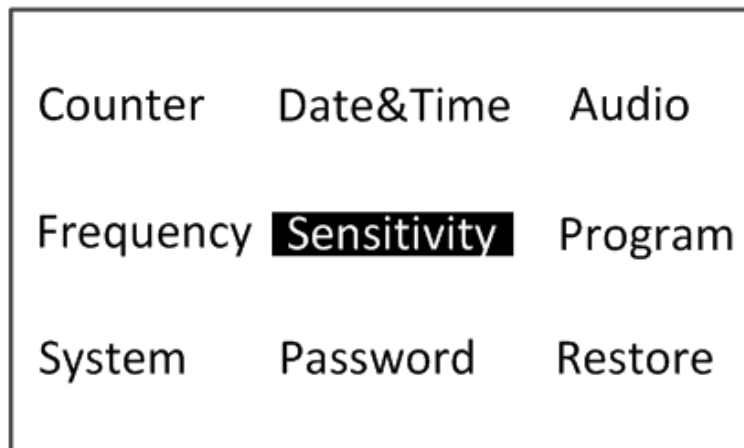 Counter Date&Time Audio
Frequency Sensitivity Program
System Password Restore